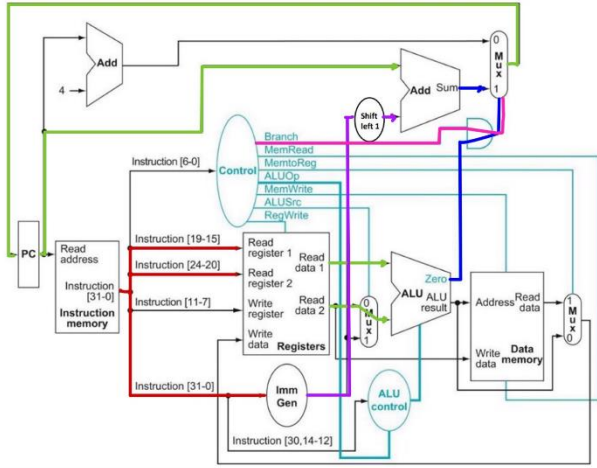 Add
4
Add
Sum
0
Mux
1
Shift
left 1
Branch
MemRead
MemtoReg
ALUOp
MemWrite
ALUSrc
RegWrite
Control
Instruction [6-0]
PC
Read
address
Instruction
[31-0]
Instruction
memory
Instruction [19-15]
Instruction [24-20]
Instruction [11-7]
Read
register 1
Read
register 2
Write
register
Write
data
Read
data 1
Read
data 2
Registers
0
Mux
1
Zero
ALU
ALU
result
Address
Read
data
Write
data
Data
memory
1
Mux
0
Instruction [31-0]
Imm
Gen
ALU
control
Instruction [30,14-12]